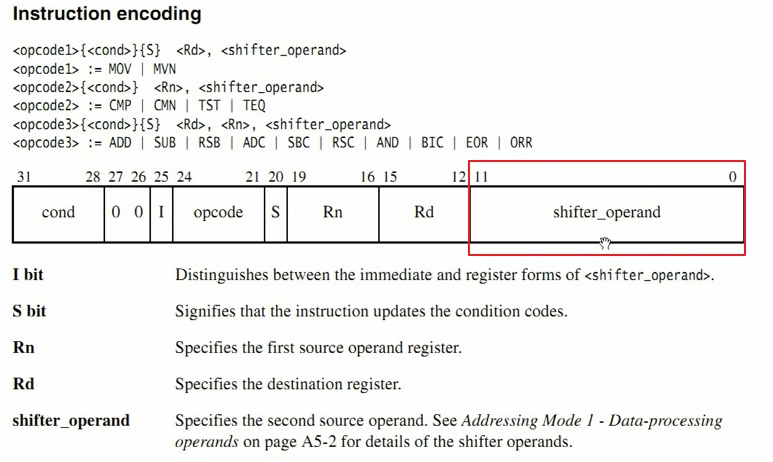 Instruction encoding
<opcode1>{<cond>}{S} <Rd>, <shifter_operand>
<opcode1> := MOV | MVN
<opcode2>{<cond>} <Rn>, <shifter_operand>
<opcode2> := CMP | CMN | TST | TEQ
<opcode3>{<cond>}{S} <Rd>, <Rn>, <shifter_operand>
<opcode3> := ADD | SUB | RSB | ADC | SBC | RSC | AND | BIC | EOR | ORR
31 28 27 26 25 24 21 20 19 16 15 12 11 0
cond 0 0 I opcode S Rn Rd shifter_operand
I bit Distinguishes between the immediate and register forms of <shifter_operand>.
S bit Signifies that the instruction updates the condition codes.
Rn Specifies the first source operand register.
Rd Specifies the destination register.
shifter_operand Specifies the second source operand. See Addressing Mode 1 - Data-processing
operands on page A5-2 for details of the shifter operands.